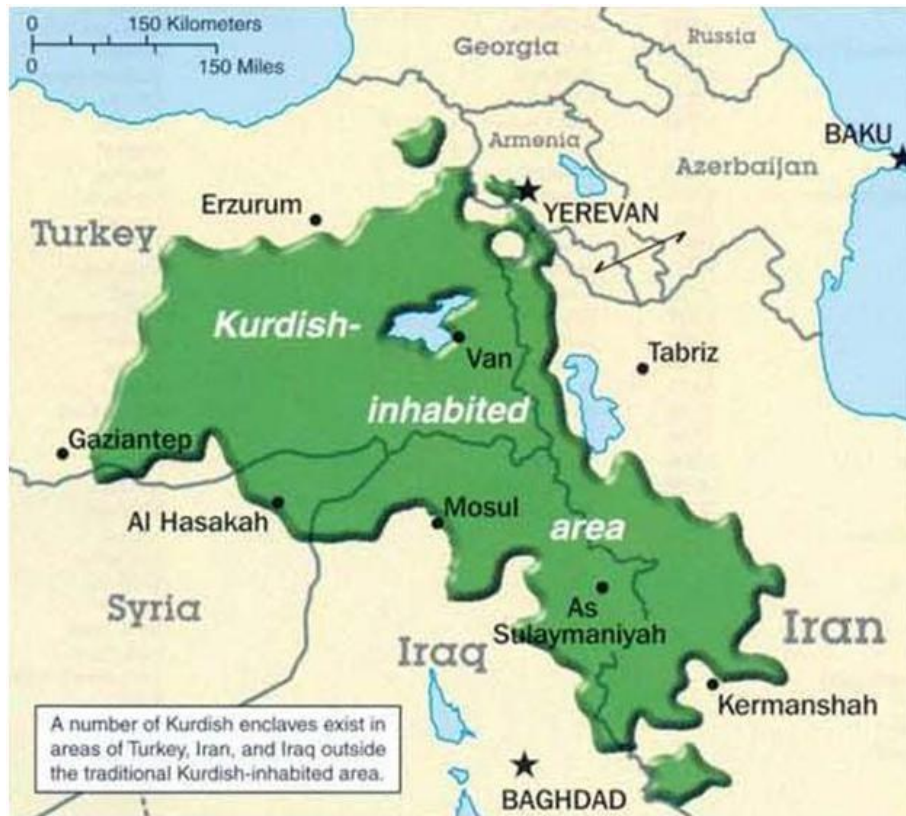 0 150 Kilometers
0 150 Miles
Georgia
Russia
Armenia
BAKU
Azerbaijan
Erzurum
YEREVAN
Turkey
Kurdish-
Van
Tabriz
inhabited
Gaziantep
Al Hasakah
Mosul
area
As
Sulaymaniyah
Syria
Iraq
Iran
Kermanshah
A number of Kurdish enclaves exist in
areas of Turkey, Iran, and Iraq outside
the traditional Kurdish-inhabited area.
BAGHDAD